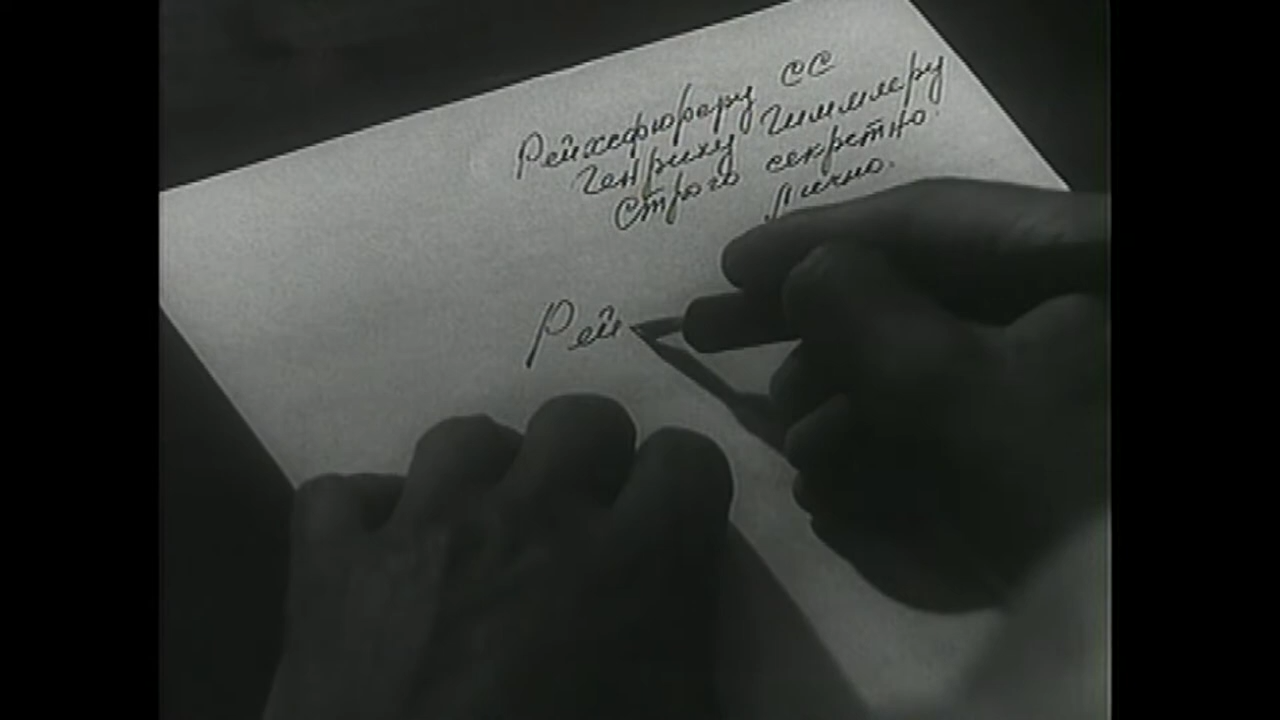 Рейхсфюреру СС
Генриху Гиммлеру
Строго секретно.
Лично.
Рей